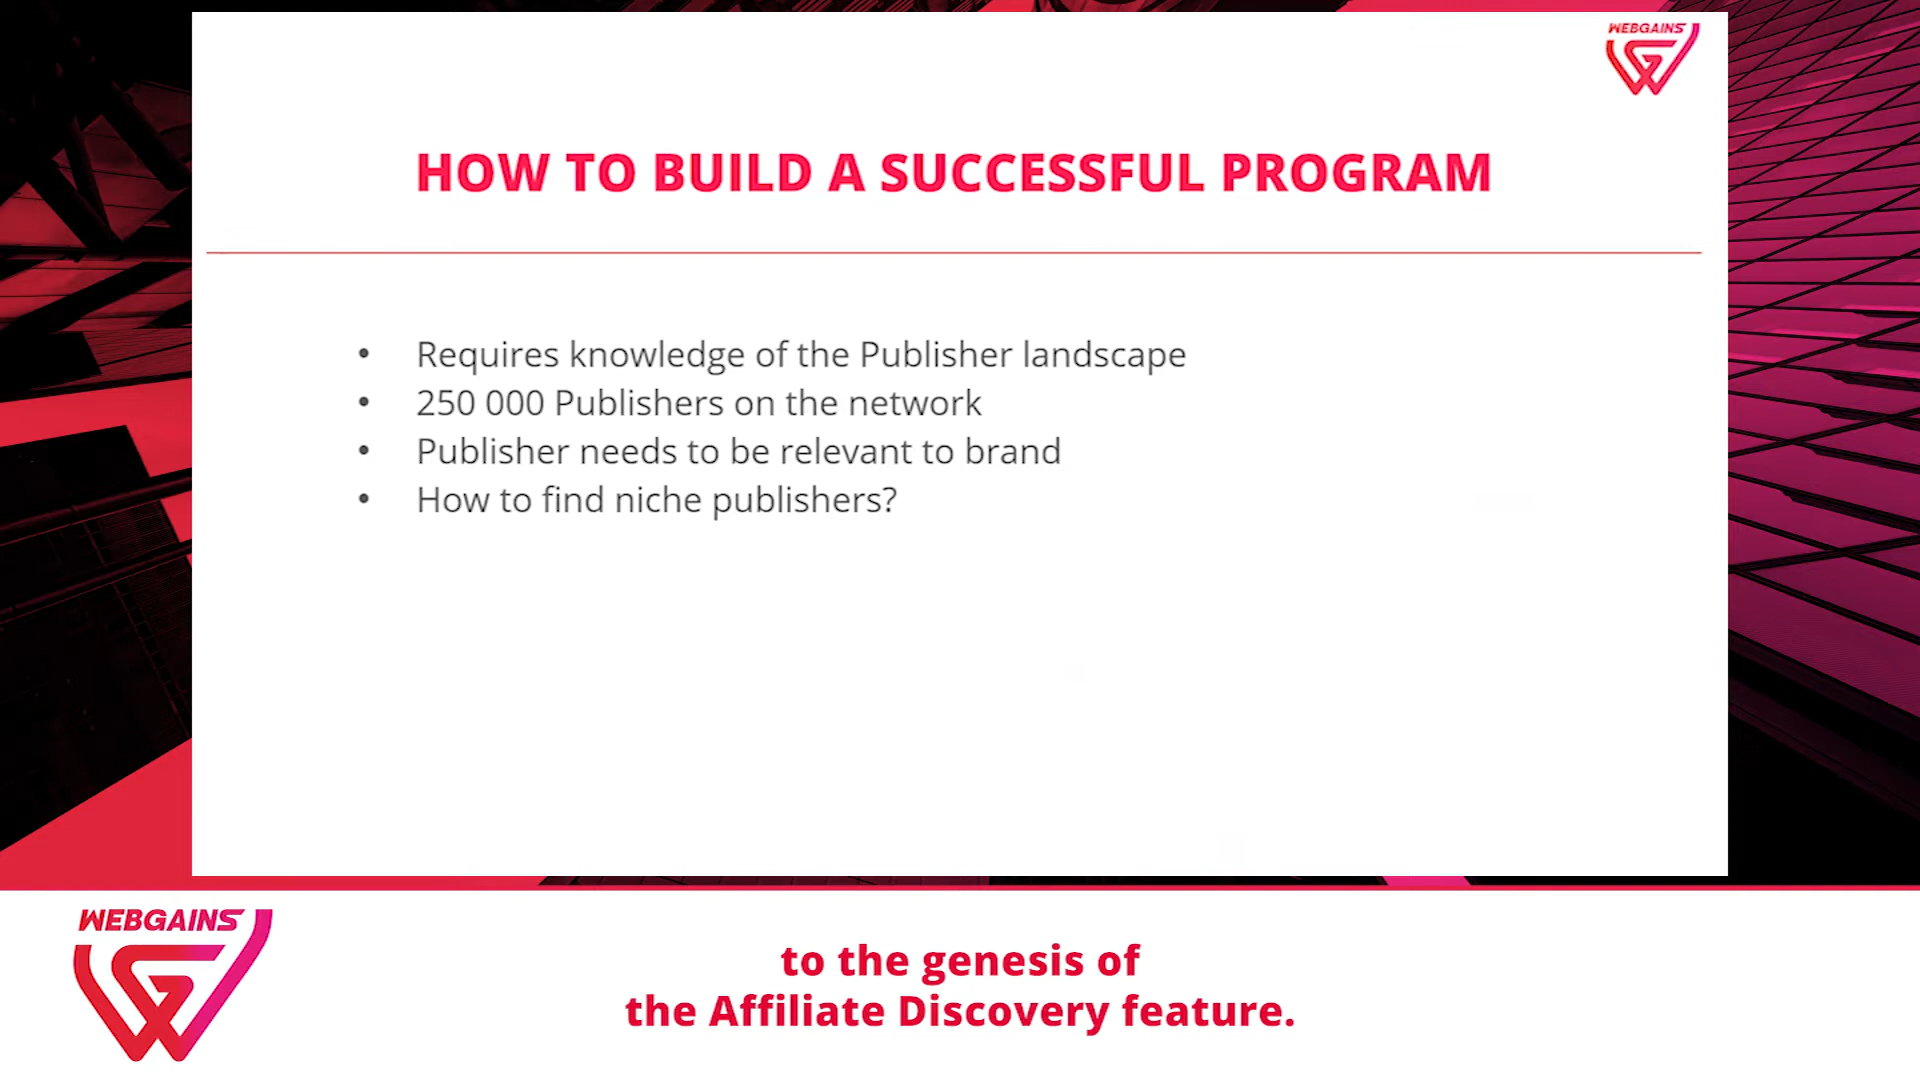 WEBGAINS
HOW TO BUILD A SUCCESSFUL PROGRAM
• Requires knowledge of the Publisher landscape
• 250 000 Publishers on the network
• Publisher needs to be relevant to brand
• How to find niche publishers?
WEBGAINS
to the genesis of
the Affiliate Discovery feature.